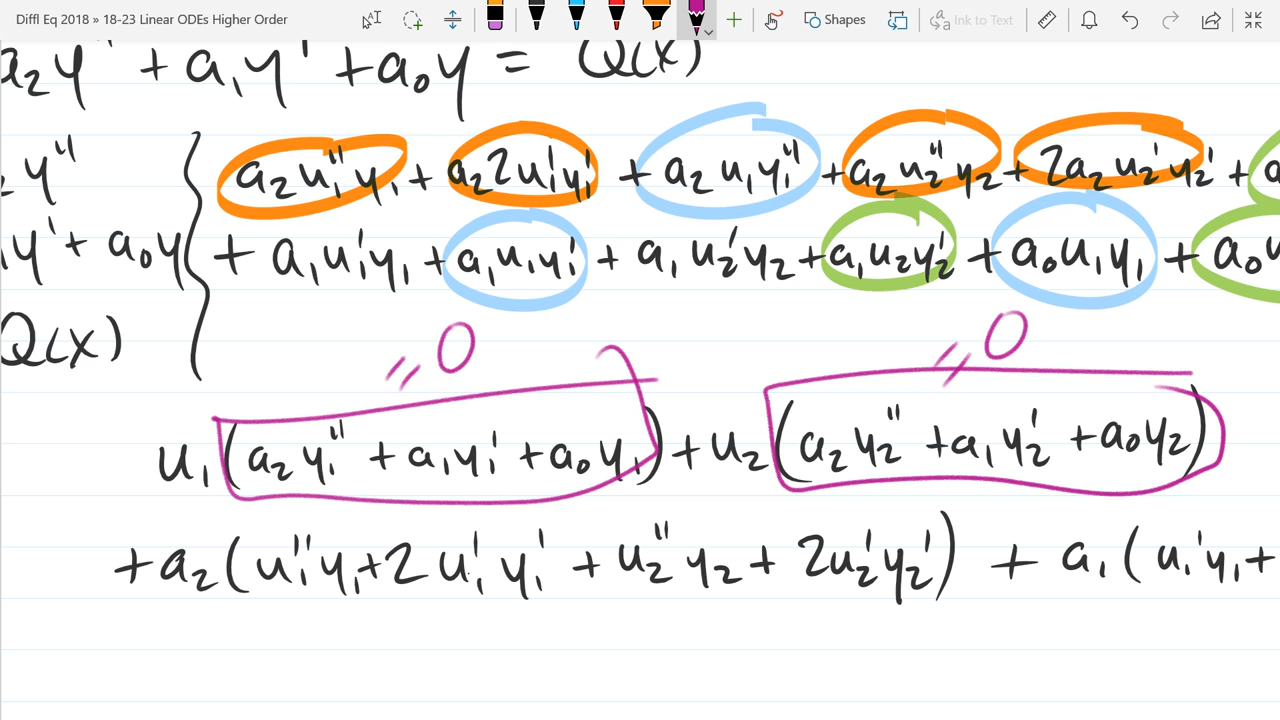 Diffl Eq 2018 » 18-23 Linear ODEs Higher Order
Shapes
Ink to Text
a₂y'' + a₁y' + a₀y = Q(x)
y'' { a₂u₁''y₁ + a₂2u₁'y₁' + a₂u₁y₁'' + a₂u₂''y₂ + 2a₂u₂'y₂' +
y' + a₀y + a₁u₁'y₁ + a₁u₁y₁' + a₁u₂'y₂ + a₁u₂y₂' + a₀u₁y₁ + a₀
Q(x)
= 0 = 0
u₁(a₂y₁'' + a₁y₁' + a₀y₁) + u₂(a₂y₂'' + a₁y₂' + a₀y₂)
+ a₂(u₁''y₁ + 2u₁'y₁' + u₂''y₂ + 2u₂'y₂') + a₁(u₁'y₁ +